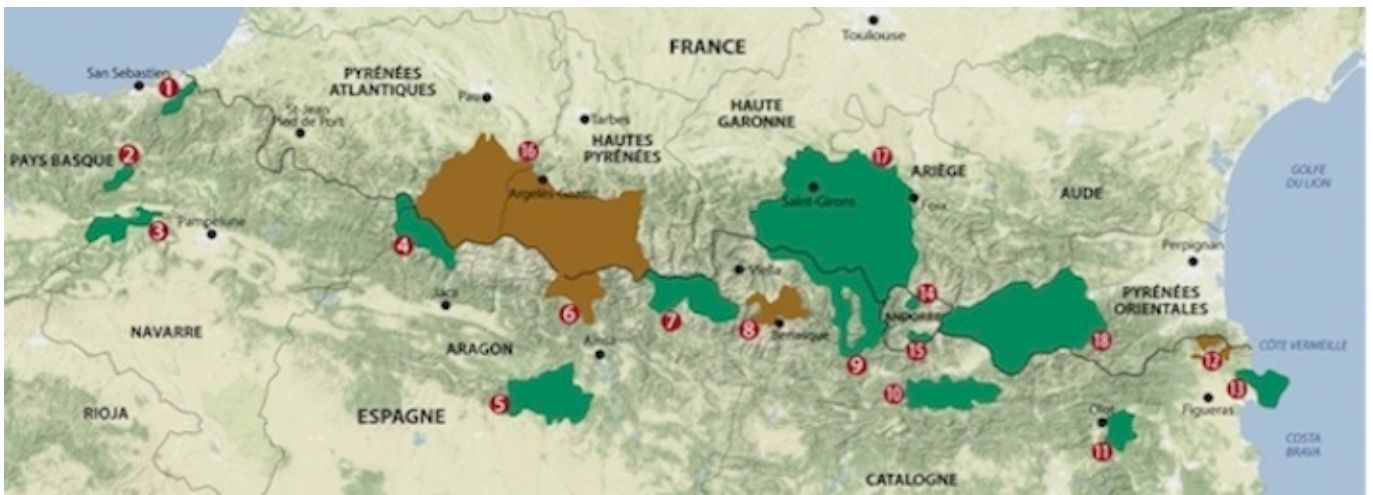 FRANCE
Toulouse
San Sebastien
1
PYRÉNÉES
ATLANTIQUES
Pau
St-Jean
Pied de Port
Tarbes
HAUTES
PYRÉNÉES
HAUTE
GARONNE
PAYS BASQUE
2
16
17
ARIÈGE
GOLFE
DU LION
Argelès-Gazost
Saint-Girons
Foix
AUDE
3
Pampelune
4
Perpignan
Viella
Jaca
6
7
8
Benasque
14
ANDORRE
15
PYRÉNÉES
ORIENTALES
18
NAVARRE
ARAGON
Ainsa
9
CÔTE VERMEILLE
12
5
10
13
RIOJA
ESPAGNE
Figueras
Olot
11
COSTA
BRAVA
CATALOGNE